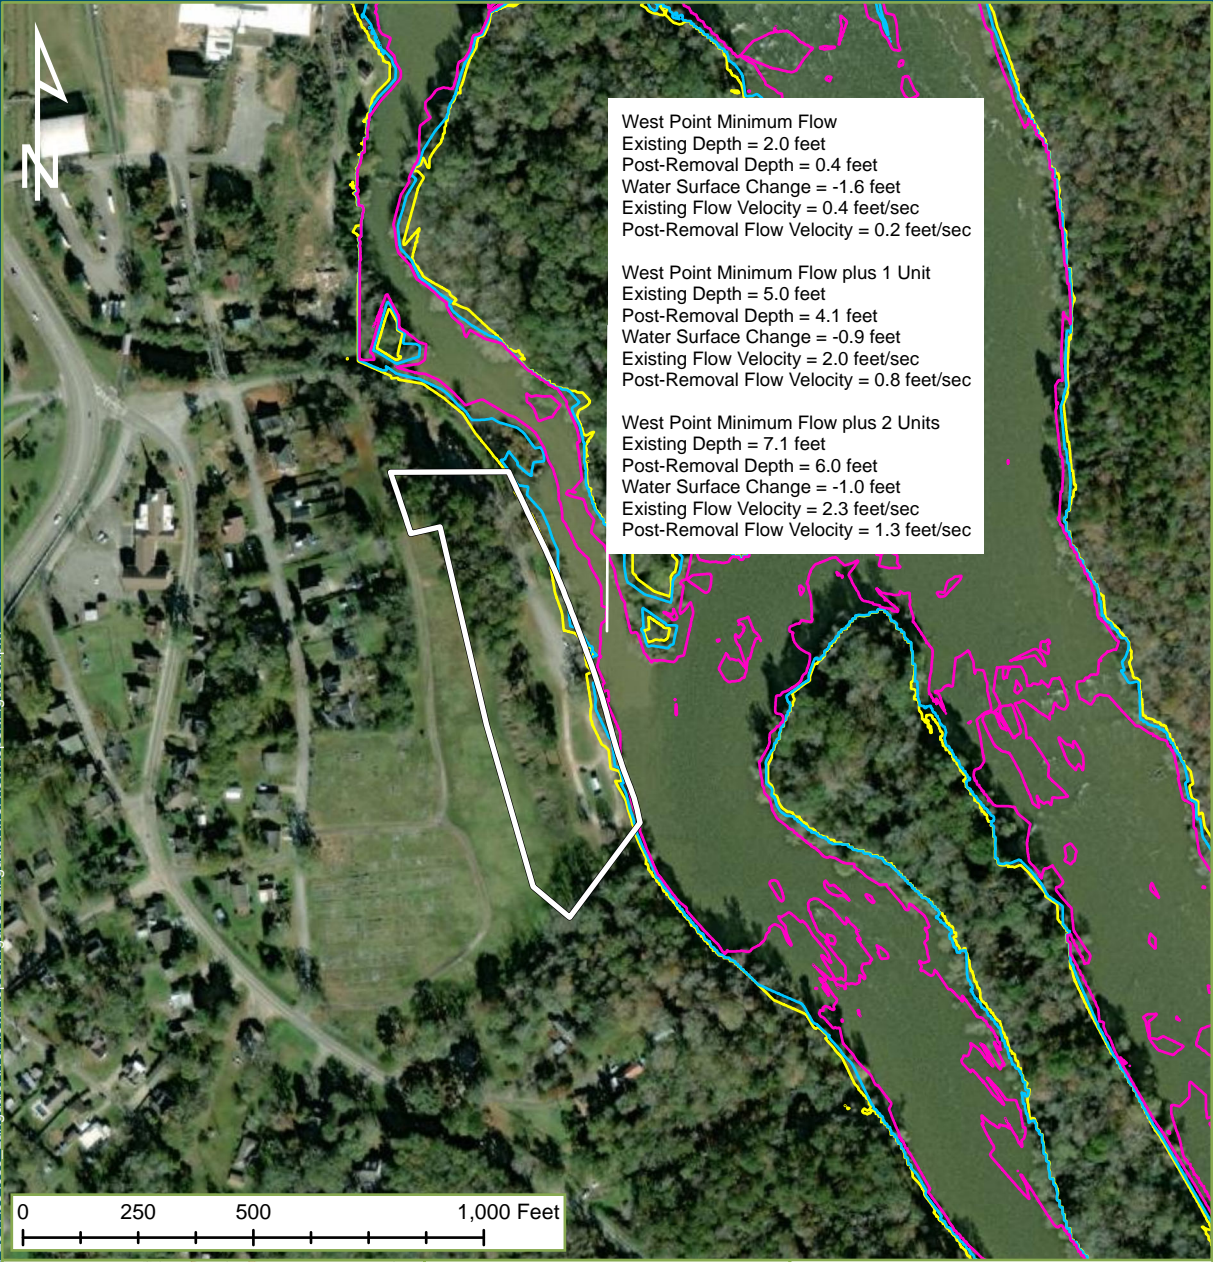 N
West Point Minimum Flow
Existing Depth = 2.0 feet
Post-Removal Depth = 0.4 feet
Water Surface Change = -1.6 feet
Existing Flow Velocity = 0.4 feet/sec
Post-Removal Flow Velocity = 0.2 feet/sec
West Point Minimum Flow plus 1 Unit
Existing Depth = 5.0 feet
Post-Removal Depth = 4.1 feet
Water Surface Change = -0.9 feet
Existing Flow Velocity = 2.0 feet/sec
Post-Removal Flow Velocity = 0.8 feet/sec
West Point Minimum Flow plus 2 Units
Existing Depth = 7.1 feet
Post-Removal Depth = 6.0 feet
Water Surface Change = -1.0 feet
Existing Flow Velocity = 2.3 feet/sec
Post-Removal Flow Velocity = 1.3 feet/sec
0 250 500 1,000 Feet